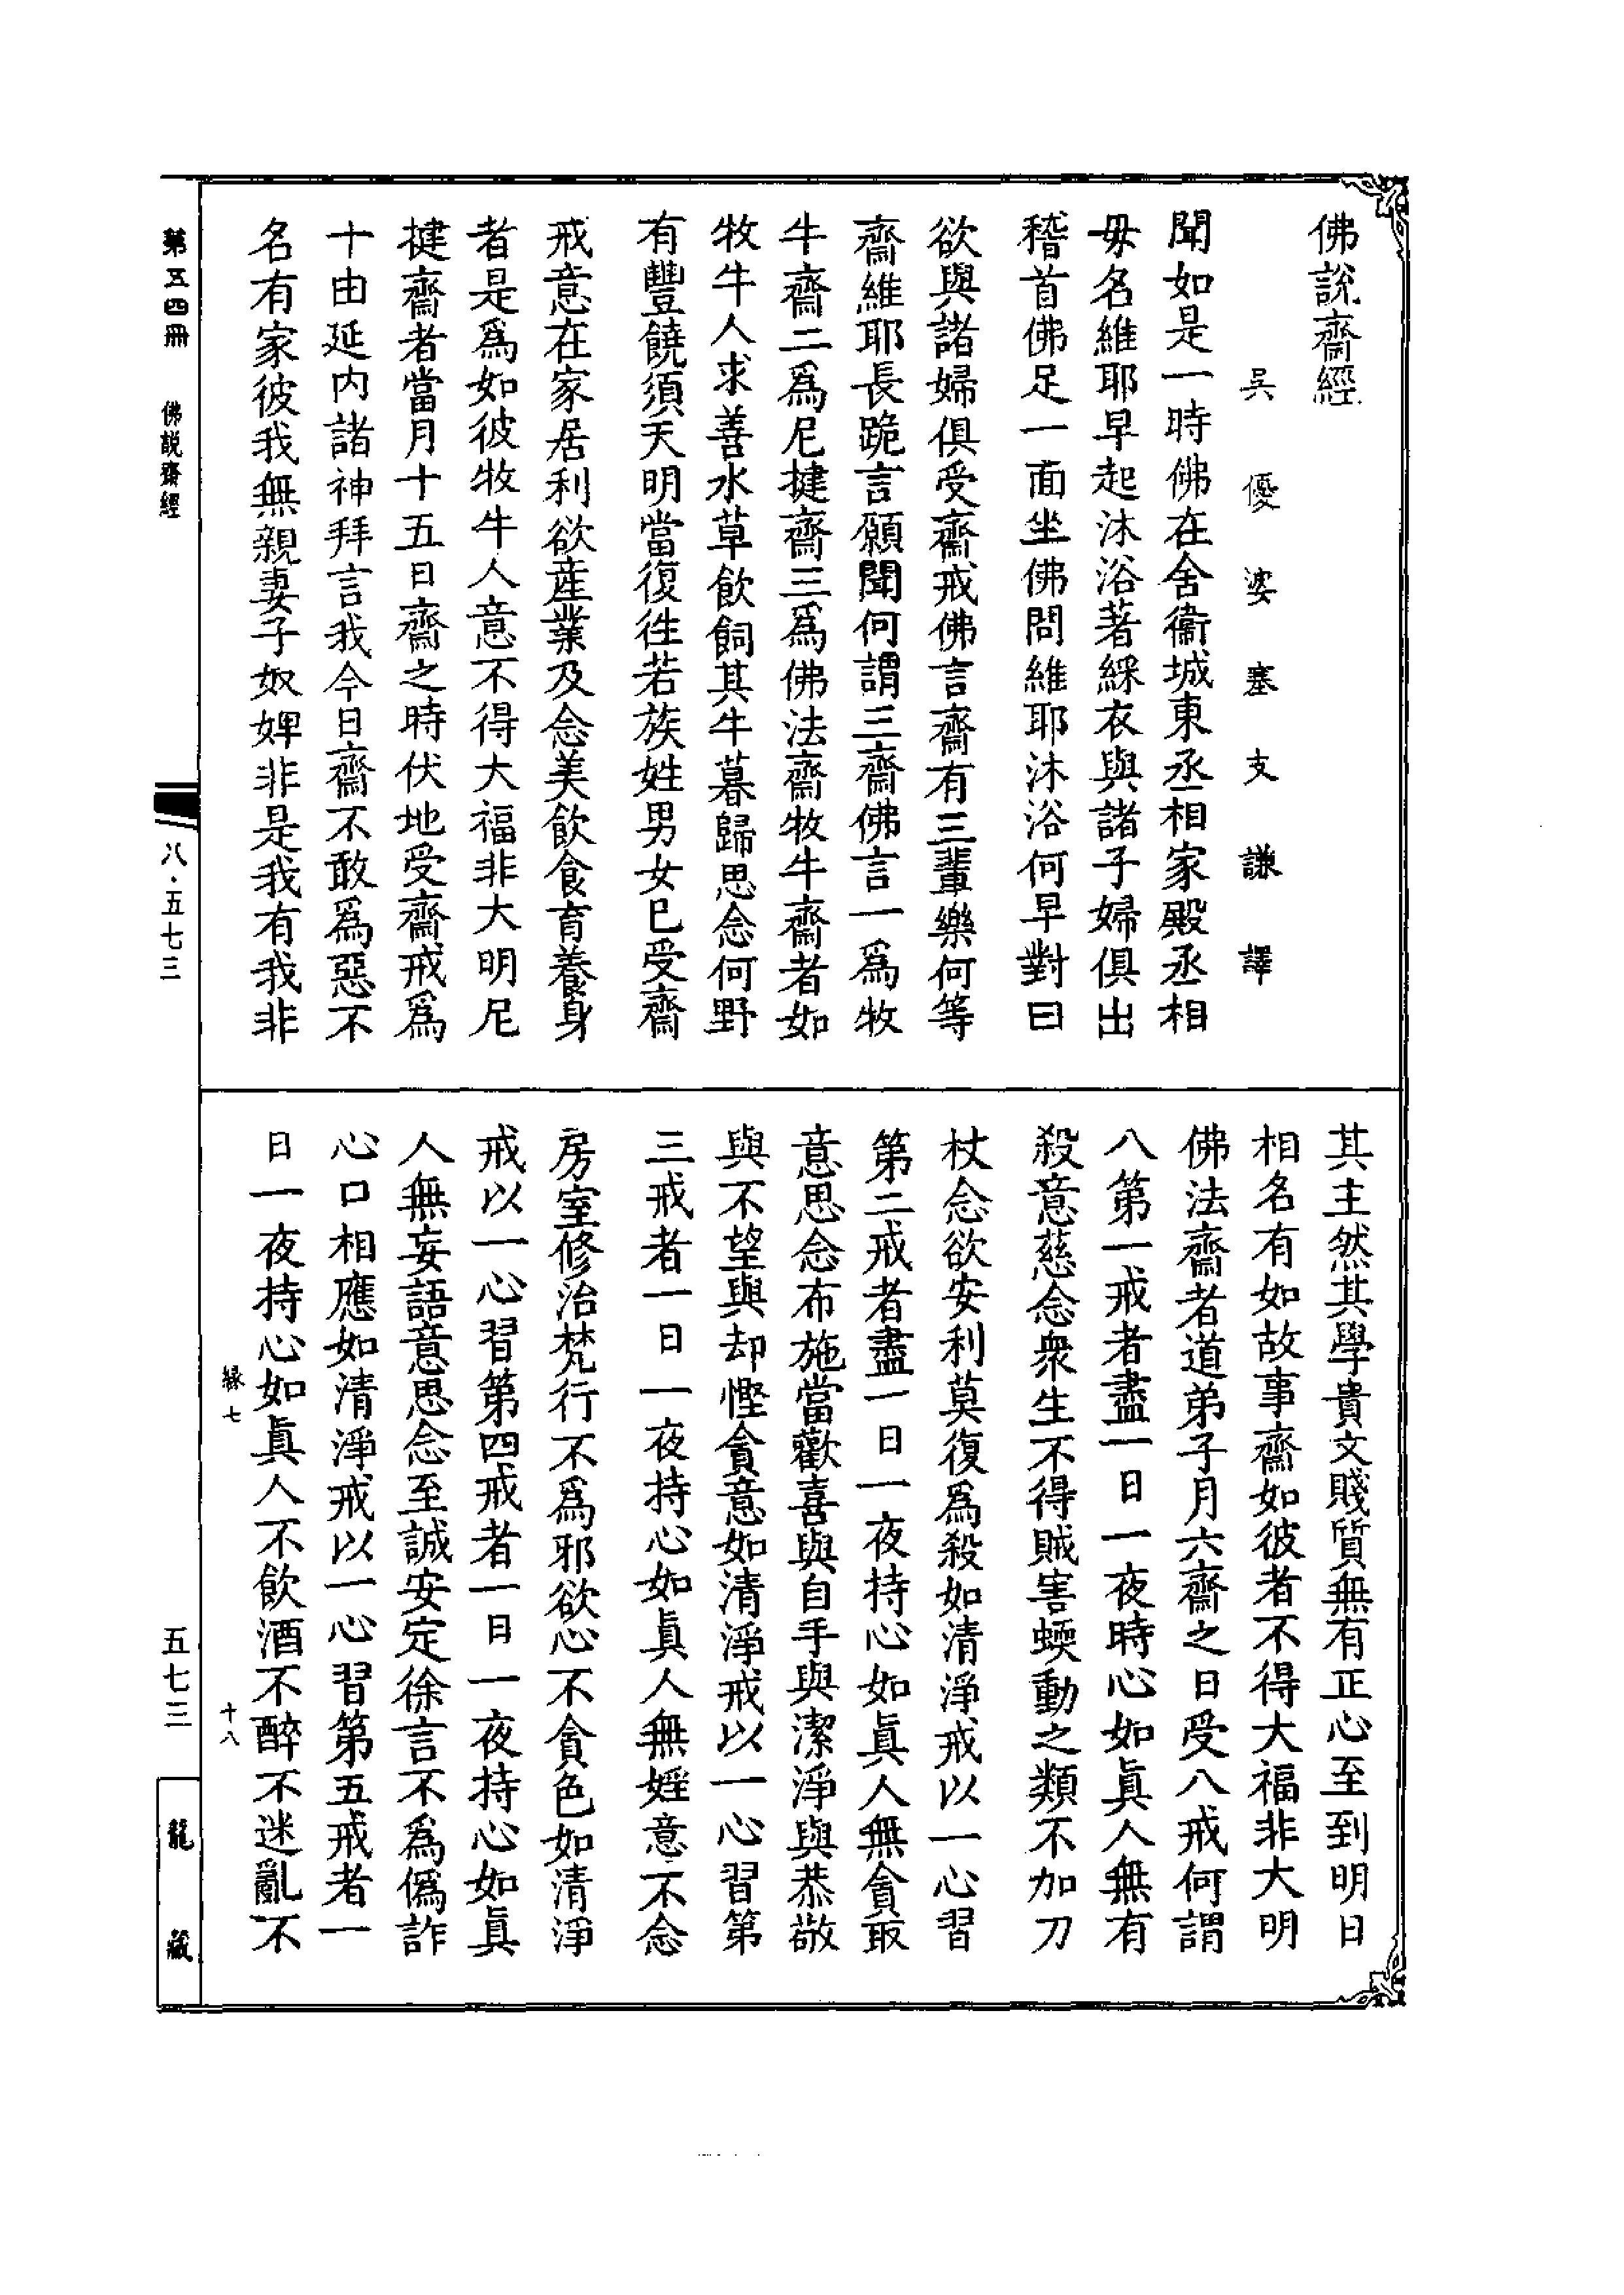 佛說齋經
吳優婆塞支謙譯
聞如是一時佛在舍衞城東丞相家殿丞相
毋名維耶早起沐浴著綵衣與諸子婦俱出
稽首佛足一面坐佛問維耶沐浴何早對曰
欲與諸婦俱受齋戒佛言齋有三輩樂何等
齋維耶長跪言願聞何謂三齋佛言一爲牧
牛齋二爲尼揵齋三爲佛法齋牧牛齋者如
牧牛人求善水草飲飼其牛暮歸思念何野
有豐饒須天明當復徃若族姓男女巳受齋
戒意在家居利欲產業及念美飲食育養身
者是爲如彼牧牛人意不得大福非大明尼
揵齋者當月十五日齋之時伏地受齋戒爲
十由延内諸神拜言我今日齋不敢爲惡不
名有家彼我無親妻子奴婢非是我有我非
其主然其學貴文賤質無有正心至到明日
相名有如故事齋如彼者不得大福非大明
佛法齋者道弟子月六齋之日受八戒何謂
八第一戒者盡一日一夜時心如眞人無有
殺意慈念衆生不得賊害蝡動之類不加刀
杖念欲安利莫復爲殺如清淨戒以一心習
第二戒者盡一日一夜持心如眞人無貪取
意思念布施當歡喜與自手與潔淨與恭敬
與不望與却慳貪意如清淨戒以一心習第
三戒者一日一夜持心如眞人無婬意不念
房室修治梵行不爲邪欲心不貪色如清淨
戒以一心習第四戒者一日一夜持心如眞
人無妄語意思念至誠安定徐言不爲僞詐
心口相應如清淨戒以一心習第五戒者一
日一夜持心如眞人不飲酒不醉不迷亂不
緣七
十八
第五四冊
佛說齋經
八·五七三
五七三
龍藏